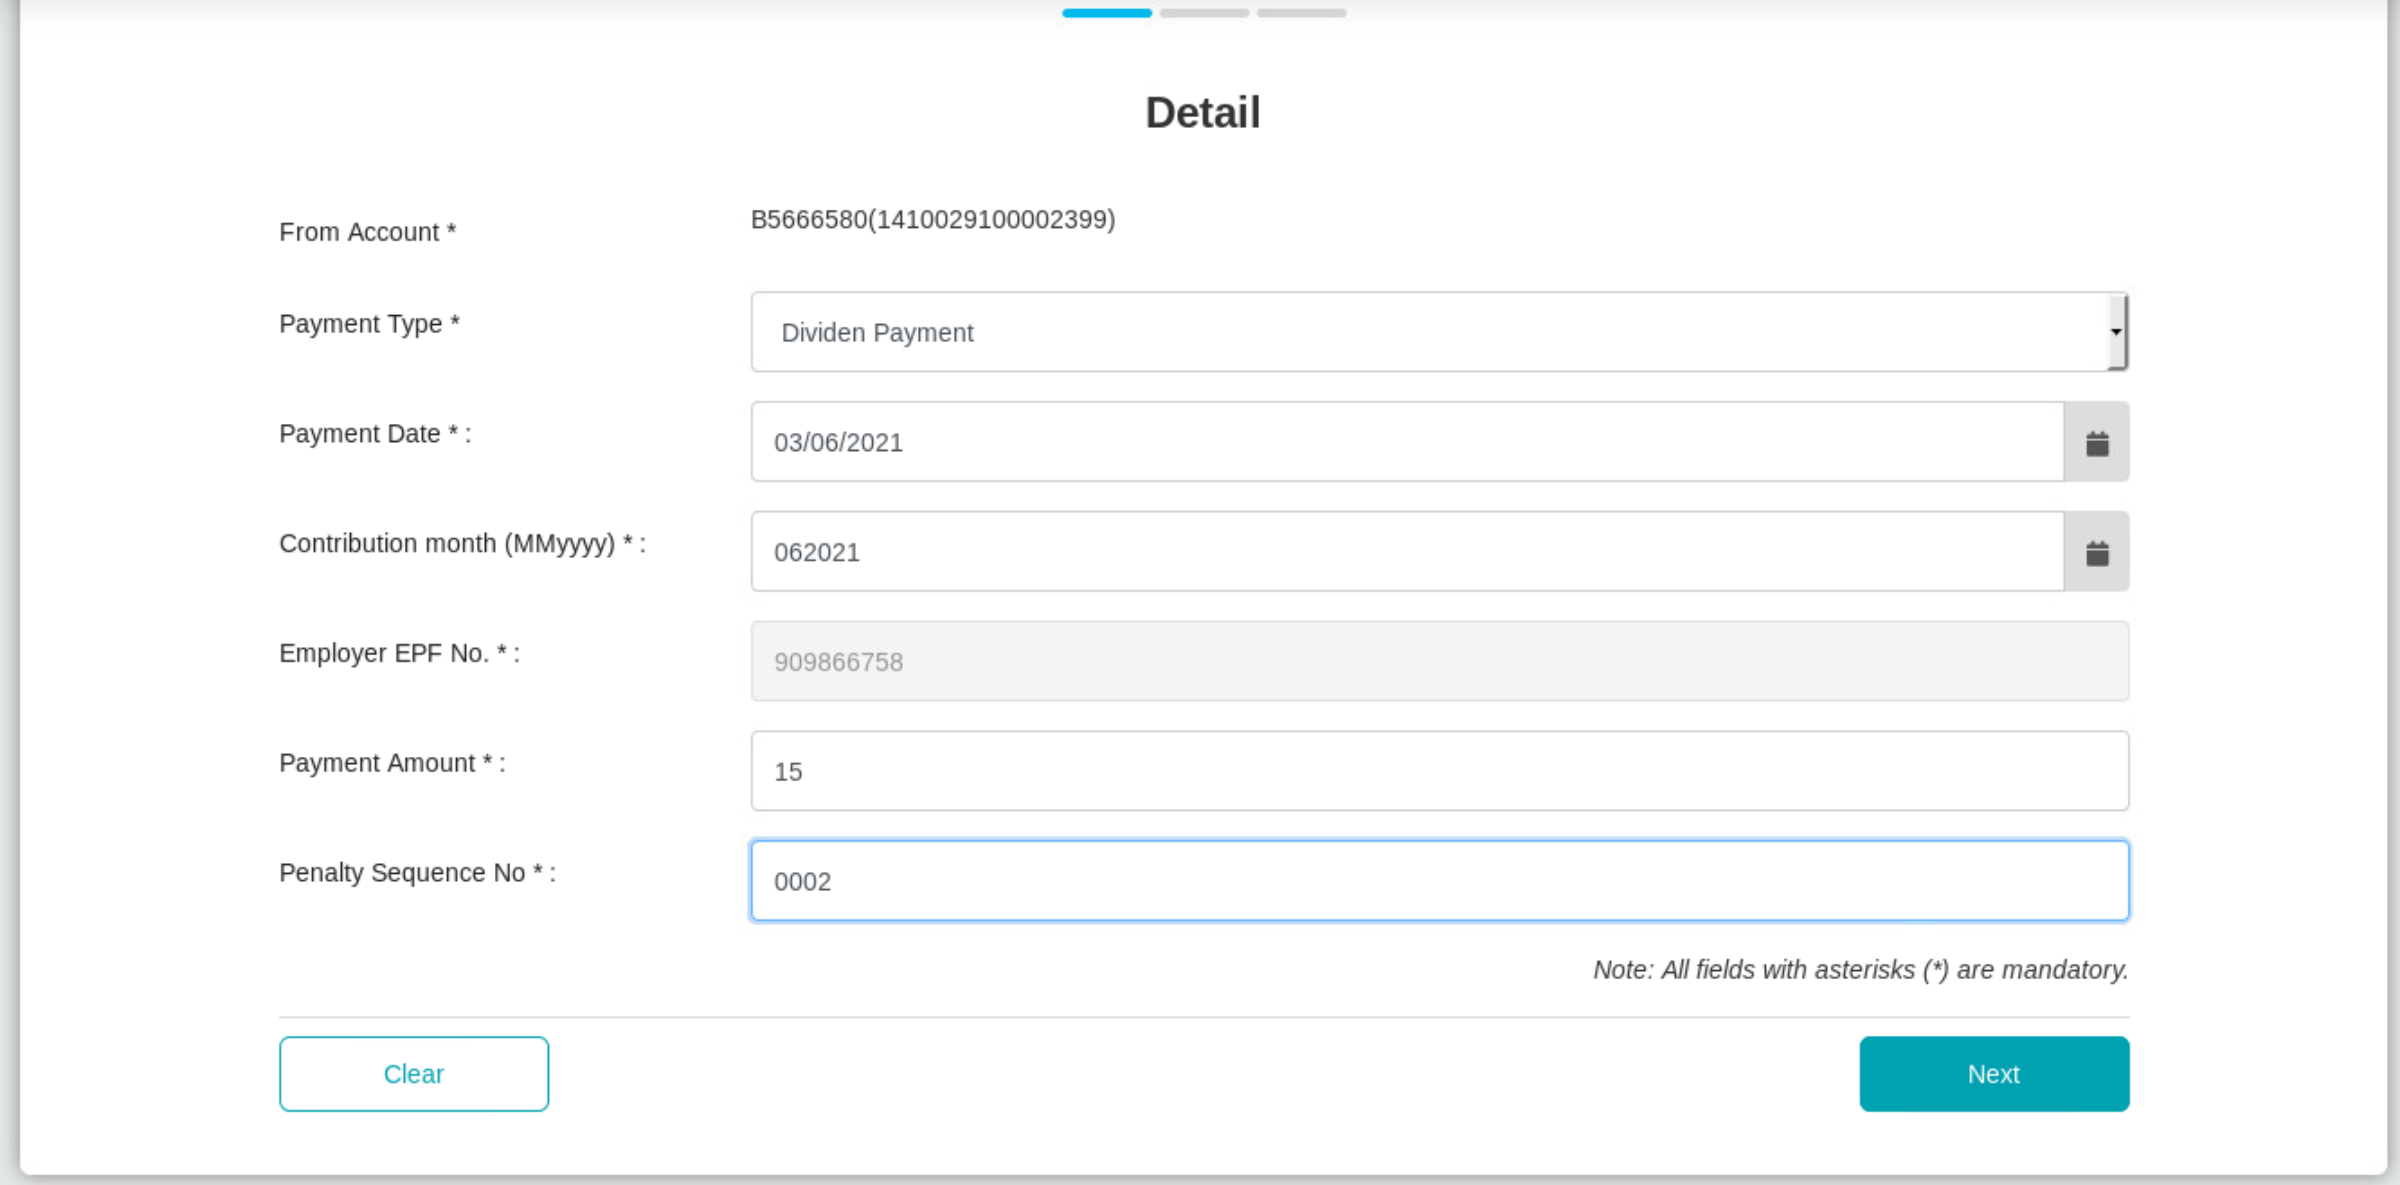 Detail
From Account *
B5666580(1410029100002399)
Payment Type *
Dividen Payment
Payment Date * :
03/06/2021
Contribution month (MMyyyy) * :
062021
Employer EPF No. * :
909866758
Payment Amount * :
15
Penalty Sequence No * :
0002
Note: All fields with asterisks (*) are mandatory.
Clear
Next